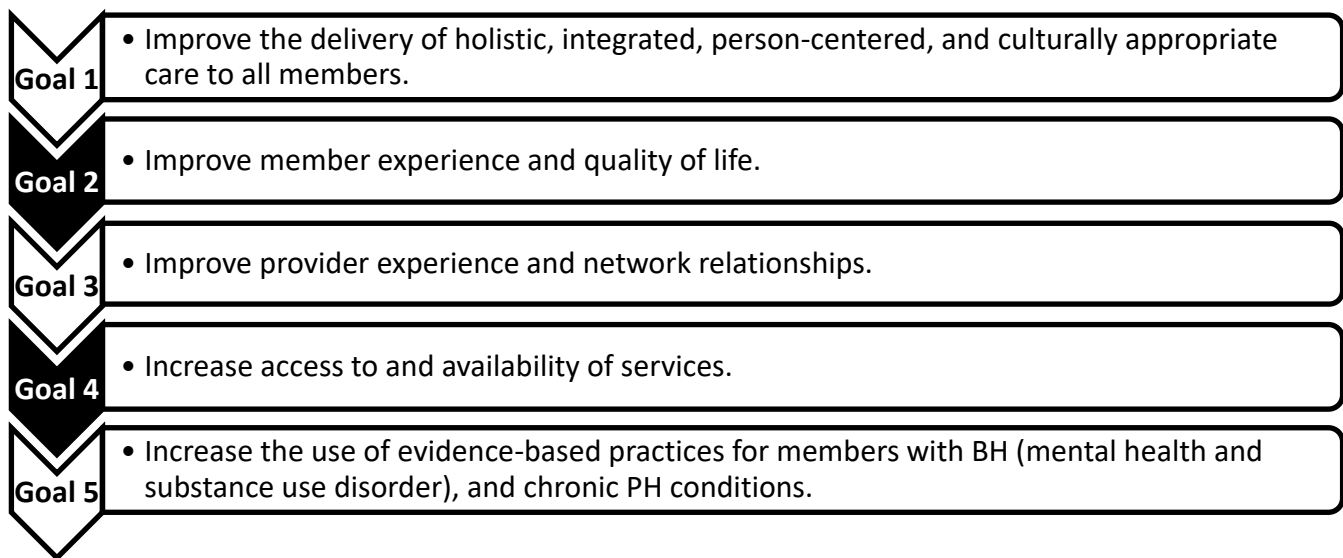 Goal 1
• Improve the delivery of holistic, integrated, person-centered, and culturally appropriate
care to all members.
Goal 2
• Improve member experience and quality of life.
Goal 3
• Improve provider experience and network relationships.
Goal 4
• Increase access to and availability of services.
Goal 5
• Increase the use of evidence-based practices for members with BH (mental health and
substance use disorder), and chronic PH conditions.